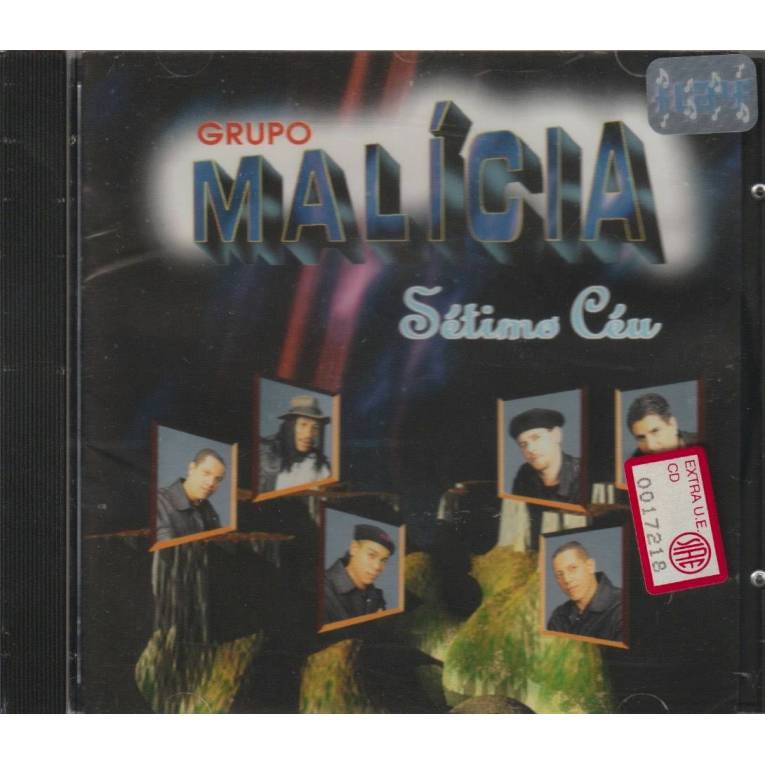 GRUPO
MALÍCIA
Sétimo Céu
EXTRA U.E.
CD
0017218
SIAE